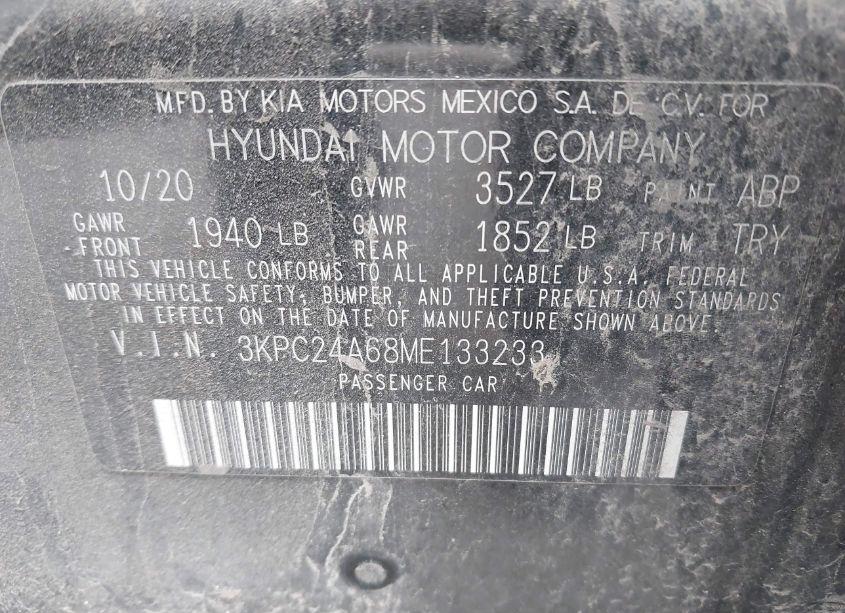 MFD. BY KIA MOTORS MEXICO S.A. DE C.V. FOR
HYUNDAI MOTOR COMPANY
10/20 GVWR 3527 LB PAINT ABP
GAWR FRONT 1940 LB GAWR REAR 1852 LB TRIM TRY
THIS VEHICLE CONFORMS TO ALL APPLICABLE U.S.A. FEDERAL
MOTOR VEHICLE SAFETY, BUMPER, AND THEFT PREVENTION STANDARDS
IN EFFECT ON THE DATE OF MANUFACTURE SHOWN ABOVE.
V.I.N. 3KPC24A68ME133233
PASSENGER CAR